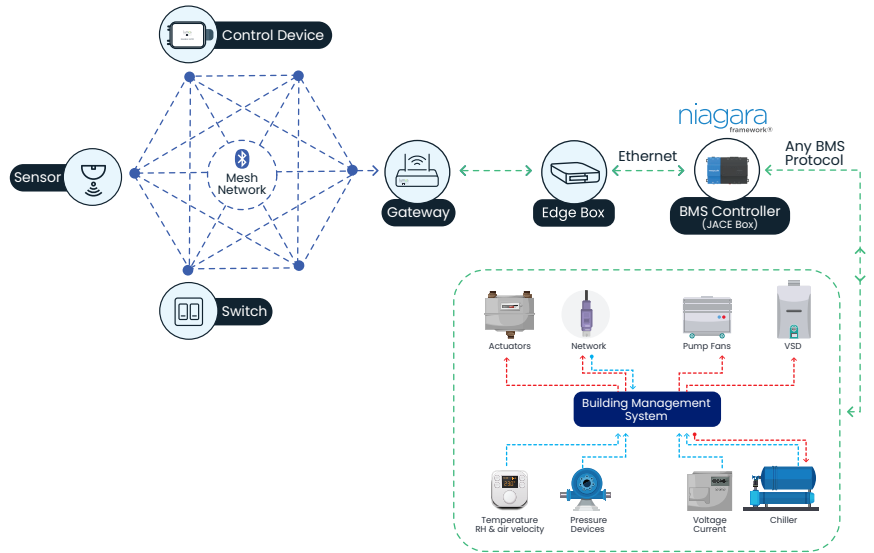 Control Device
niagara
framework®
Any BMS
Protocol
Ethernet
Sensor
Mesh
Network
Gateway
Edge Box
BMS Controller
(JACE Box)
Switch
Actuators
Network
Pump Fans
VSD
Building Management
System
Temperature
RH & air velocity
Pressure
Devices
Voltage
Current
Chiller